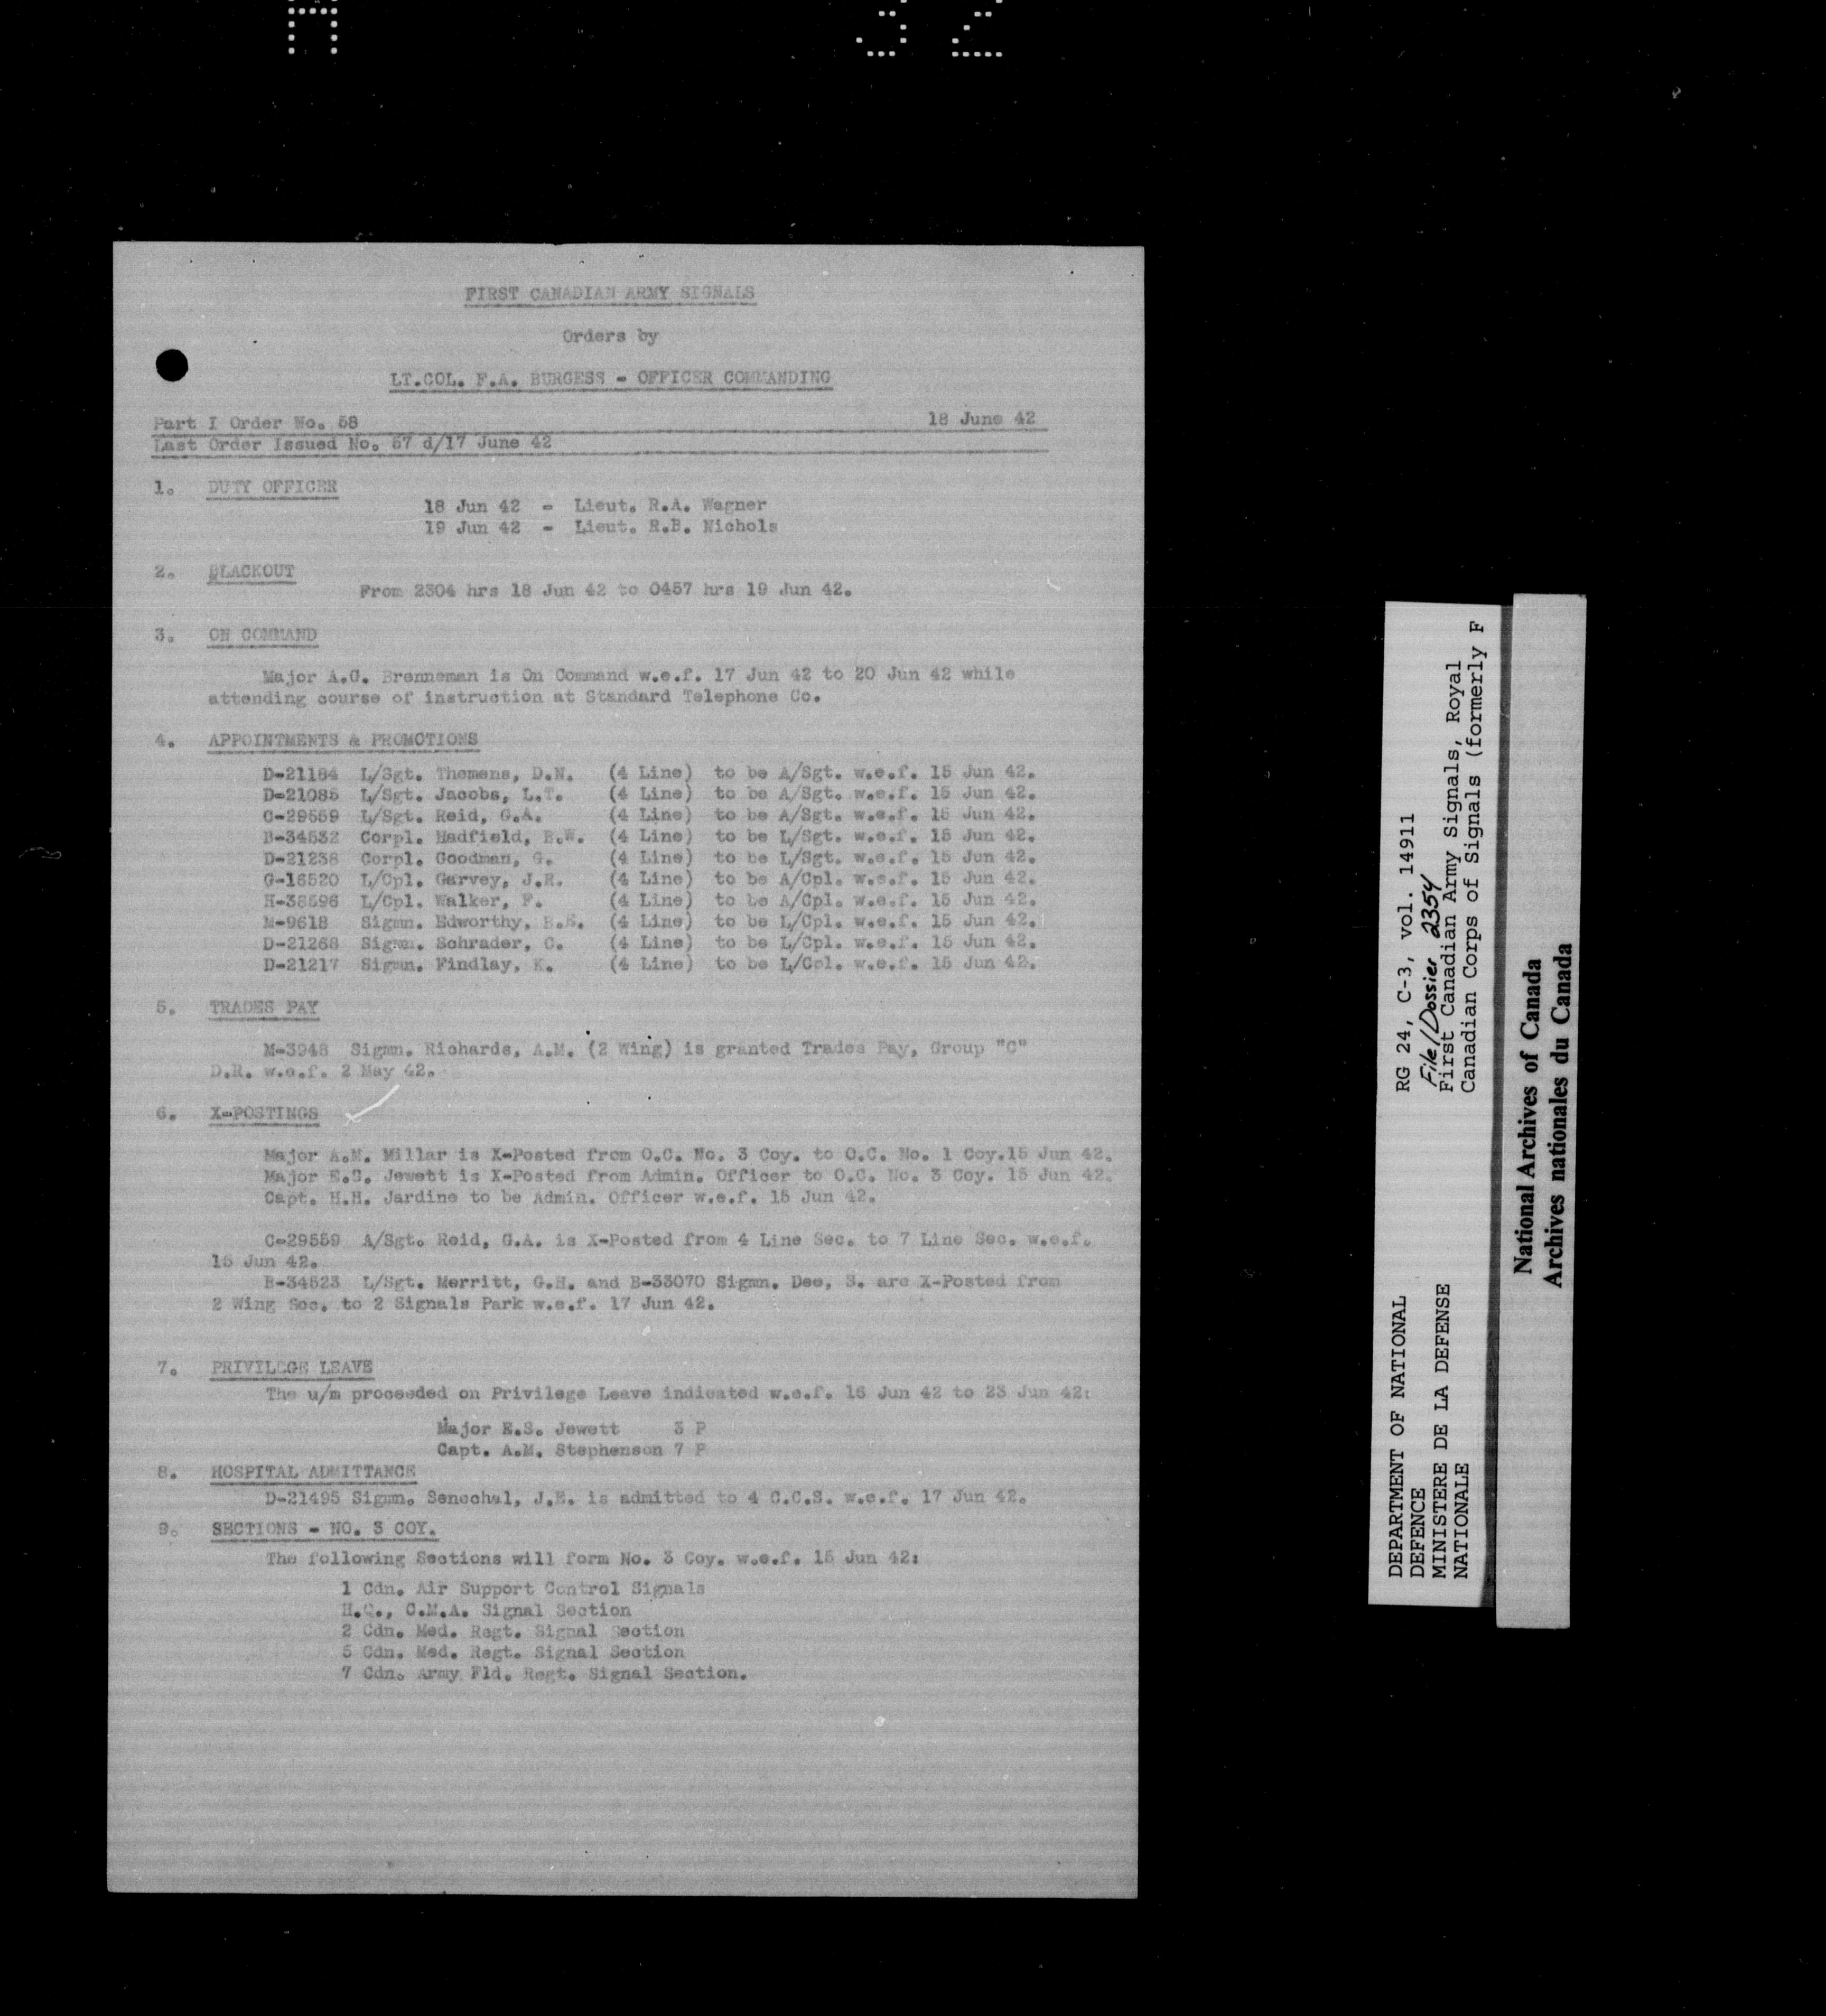 FIRST CANADIAN ARMY SIGNALS
Orders by
LT.COL. F.A. BURGESS - OFFICER COMMANDING
Part I Order No. 58 18 June 42
Last Order Issued No. 57 d/17 June 42
1. DUTY OFFICER
18 Jun 42 - Lieut. R.A. Wagner
19 Jun 42 - Lieut. R.B. Nichols
2. BLACKOUT
From 2304 hrs 18 Jun 42 to 0457 hrs 19 Jun 42.
3. ON COMMAND
Major A.G. Brenneman is On Command w.e.f. 17 Jun 42 to 20 Jun 42 while
attending course of instruction at Standard Telephone Co.
4. APPOINTMENTS & PROMOTIONS
D-21184 L/Sgt. Themens, D.N. (4 Line) to be A/Sgt. w.e.f. 15 Jun 42.
D-21085 L/Sgt. Jacobs, L.T. (4 Line) to be A/Sgt. w.e.f. 15 Jun 42.
C-29559 L/Sgt. Reid, G.A. (4 Line) to be A/Sgt. w.e.f. 15 Jun 42.
B-34532 Corpl. Hadfield, B.W. (4 Line) to be L/Sgt. w.e.f. 15 Jun 42.
D-21238 Corpl. Goodman, G. (4 Line) to be L/Sgt. w.e.f. 15 Jun 42.
G-16520 L/Cpl. Garvey, J.R. (4 Line) to be A/Cpl. w.e.f. 15 Jun 42.
H-38596 L/Cpl. Walker, F. (4 Line) to be A/Cpl. w.e.f. 15 Jun 42.
M-9618 Sigmn. Edworthy, (4 Line) to be L/Cpl. w.e.f. 15 Jun 42.
D-21268 Sigmn. Schrader, C. (4 Line) to be L/Cpl. w.e.f. 15 Jun 42.
D-21217 Sigmn. Findlay, K. (4 Line) to be L/Cpl. w.e.f. 15 Jun 42.
5. TRADES PAY
M-3948 Sigmn. Richards, A.M. (2 Wing) is granted Trades Pay, Group "C"
D.R. w.e.f. 2 May 42.
6. X-POSTINGS
Major A.M. Millar is X-Posted from O.C. No. 3 Coy. to O.C. No. 1 Coy.15 Jun 42.
Major E.S. Jewett is X-Posted from Admin. Officer to O.C. No. 3 Coy. 15 Jun 42.
Capt. H.H. Jardine to be Admin. Officer w.e.f. 15 Jun 42.
C-29559 A/Sgt. Reid, G.A. is X-Posted from 4 Line Sec. to 7 Line Sec. w.e.f.
15 Jun 42.
B-34523 L/Sgt. Merritt, G.H. and B-33070 Sigmn. Dee, S. are X-Posted from
2 Wing Sec. to 2 Signals Park w.e.f. 17 Jun 42.
7. PRIVILEGE LEAVE
The u/m proceeded on Privilege Leave indicated w.e.f. 16 Jun 42 to 23 Jun 42:
Major E.S. Jewett 3 P
Capt. A.M. Stephenson 7 P
8. HOSPITAL ADMITTANCE
D-21495 Sigmn. Senechal, J.E. is admitted to 4 C.C.S. w.e.f. 17 Jun 42.
9. SECTIONS - NO. 3 COY.
The following Sections will form No. 3 Coy. w.e.f. 15 Jun 42:
1 Cdn. Air Support Control Signals
H.Q., C.M.A. Signal Section
2 Cdn. Med. Regt. Signal Section
5 Cdn. Med. Regt. Signal Section
7 Cdn. Army Fld. Regt. Signal Section.
DEPARTMENT OF NATIONAL
DEFENCE
MINISTERE DE LA DEFENSE
NATIONALE
RG 24, C-3, vol. 14911
File/Dossier 2354
First Canadian Army Signals, Royal
Canadian Corps of Signals (formerly F
National Archives of Canada
Archives nationales du Canada